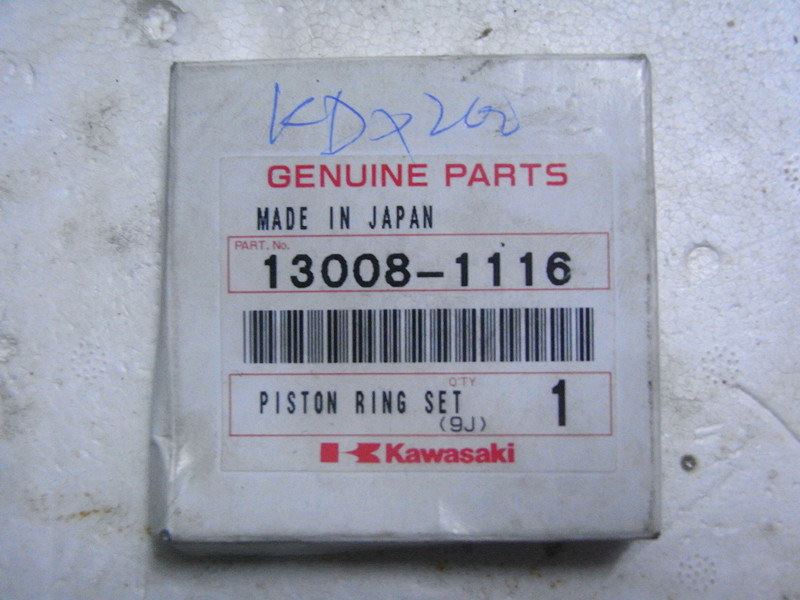 KDX200
GENUINE PARTS
MADE IN JAPAN
PART. No.
13008-1116
Q'TY
PISTON RING SET 1
(9J)
Kawasaki